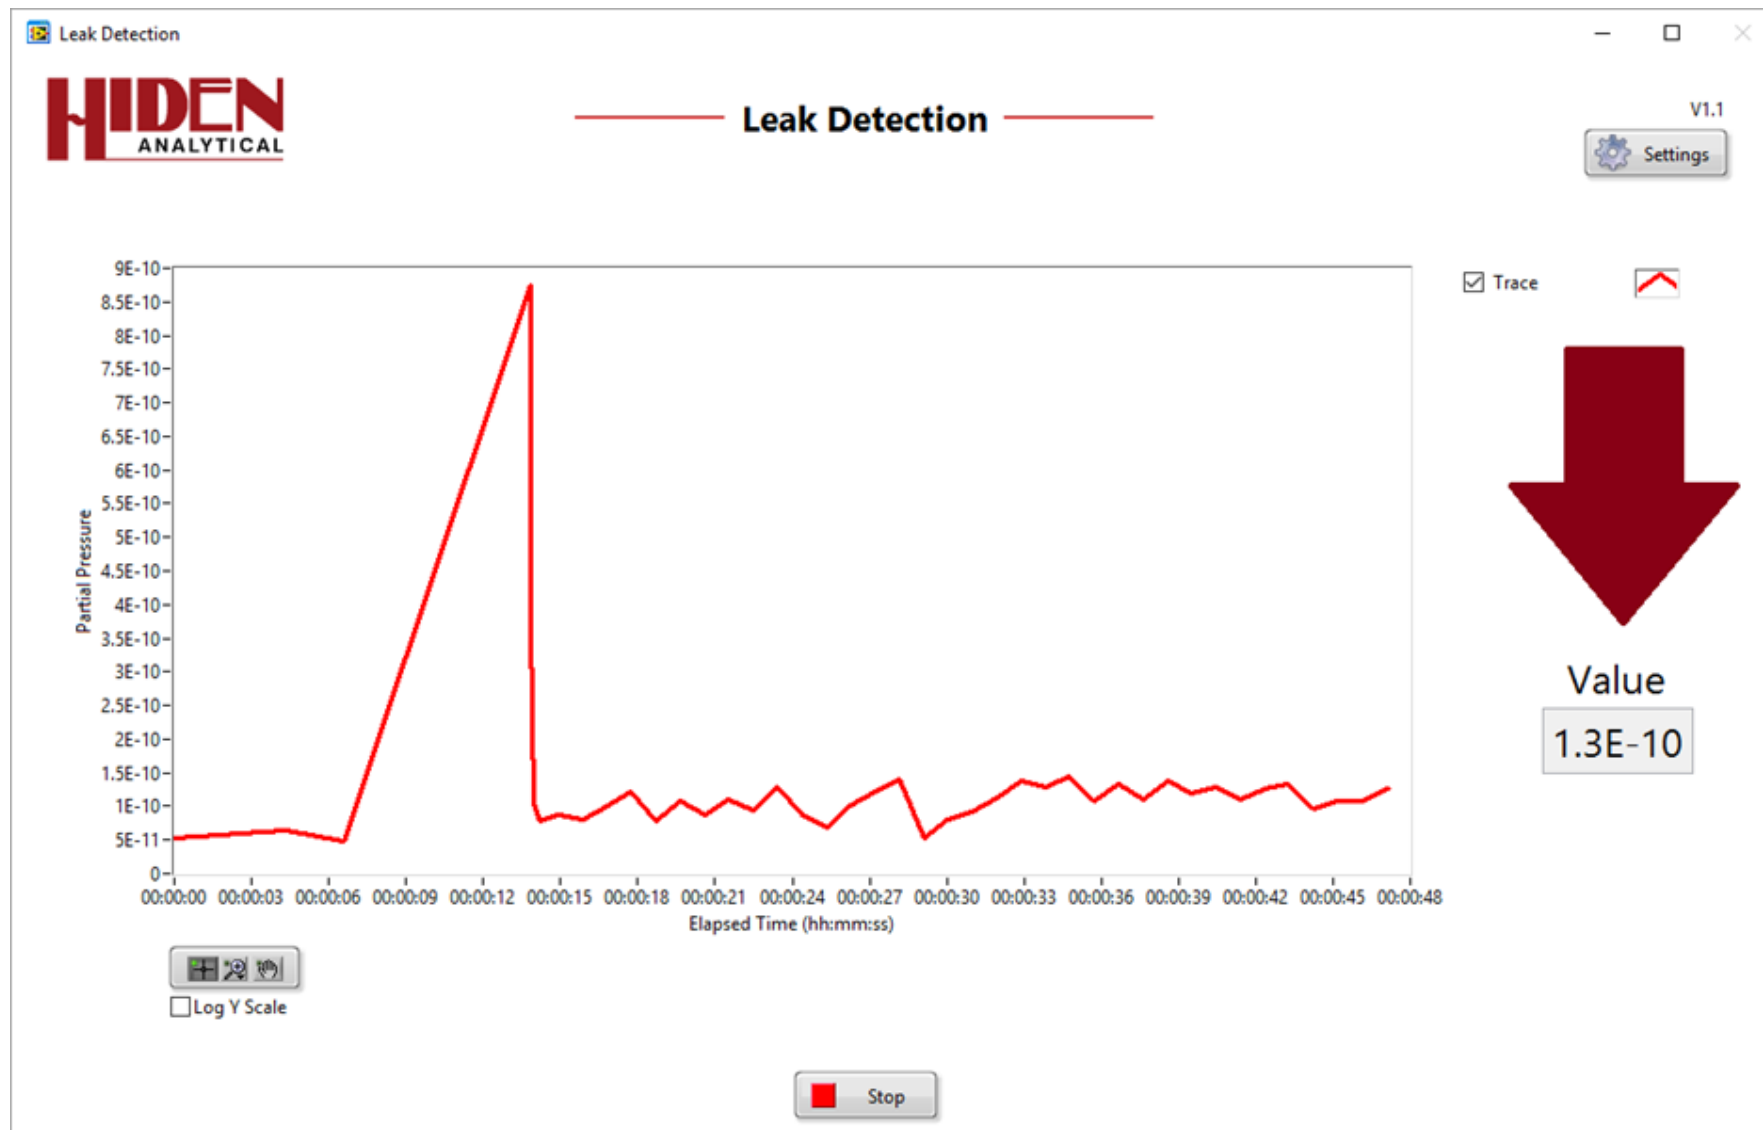 Leak Detection
HIDEN
ANALYTICAL
Leak Detection
V1.1
Settings
Trace
9E-10
8.5E-10
8E-10
7.5E-10
7E-10
6.5E-10
6E-10
5.5E-10
5E-10
4.5E-10
4E-10
3.5E-10
3E-10
2.5E-10
2E-10
1.5E-10
1E-10
5E-11
0
Partial Pressure
00:00:00 00:00:03 00:00:06 00:00:09 00:00:12 00:00:15 00:00:18 00:00:21 00:00:24 00:00:27 00:00:30 00:00:33 00:00:36 00:00:39 00:00:42 00:00:45 00:00:48
Elapsed Time (hh:mm:ss)
Value
1.3E-10
Log Y Scale
Stop